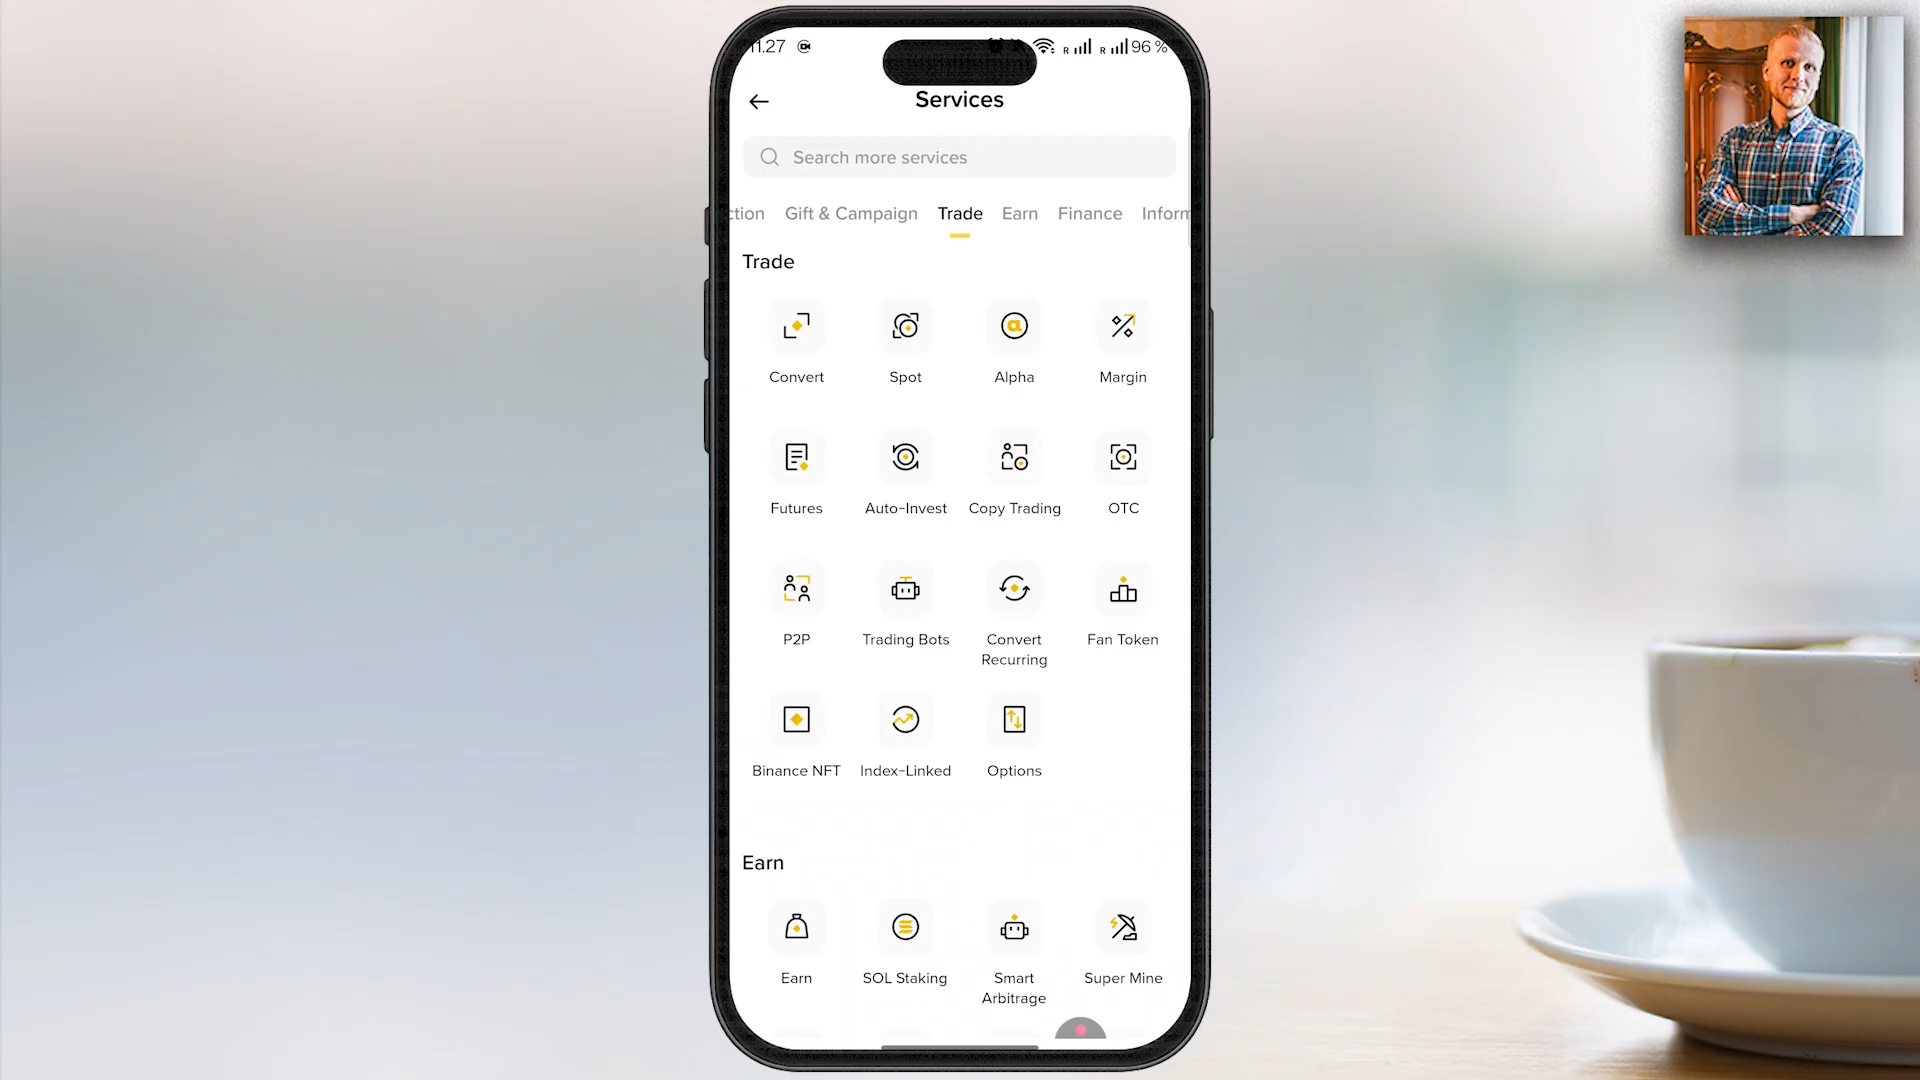 11.27
R R 96 %
Services
Search more services
ction Gift & Campaign Trade Earn Finance Inform
Trade
Convert Spot Alpha Margin
Futures Auto-Invest Copy Trading OTC
P2P Trading Bots Convert Recurring Fan Token
Binance NFT Index-Linked Options
Earn
Earn SOL Staking Smart Arbitrage Super Mine